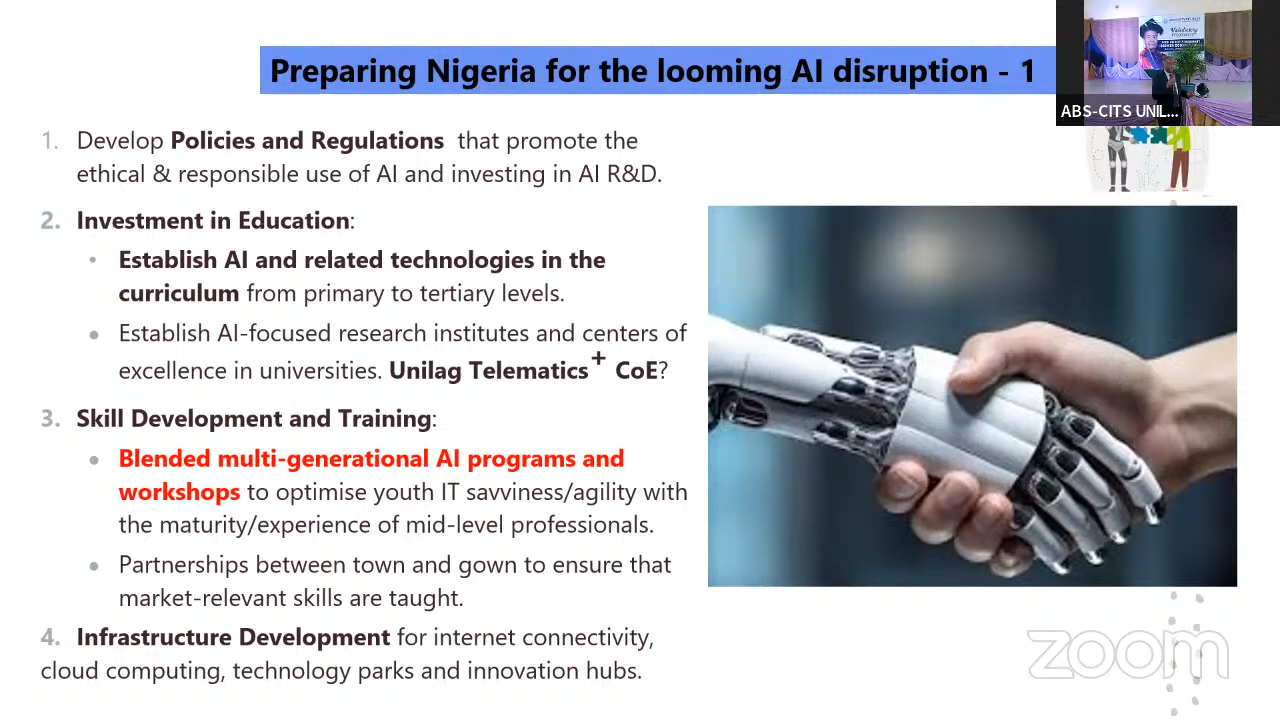 Preparing Nigeria for the looming AI disruption - 1
ABS-CITS UNIL...
1. Develop Policies and Regulations that promote the
ethical & responsible use of AI and investing in AI R&D.
2. Investment in Education:
• Establish AI and related technologies in the
curriculum from primary to tertiary levels.
• Establish AI-focused research institutes and centers of
excellence in universities. Unilag Telematics+ CoE?
3. Skill Development and Training:
• Blended multi-generational AI programs and
workshops to optimise youth IT savviness/agility with
the maturity/experience of mid-level professionals.
• Partnerships between town and gown to ensure that
market-relevant skills are taught.
4. Infrastructure Development for internet connectivity,
cloud computing, technology parks and innovation hubs.
zoom